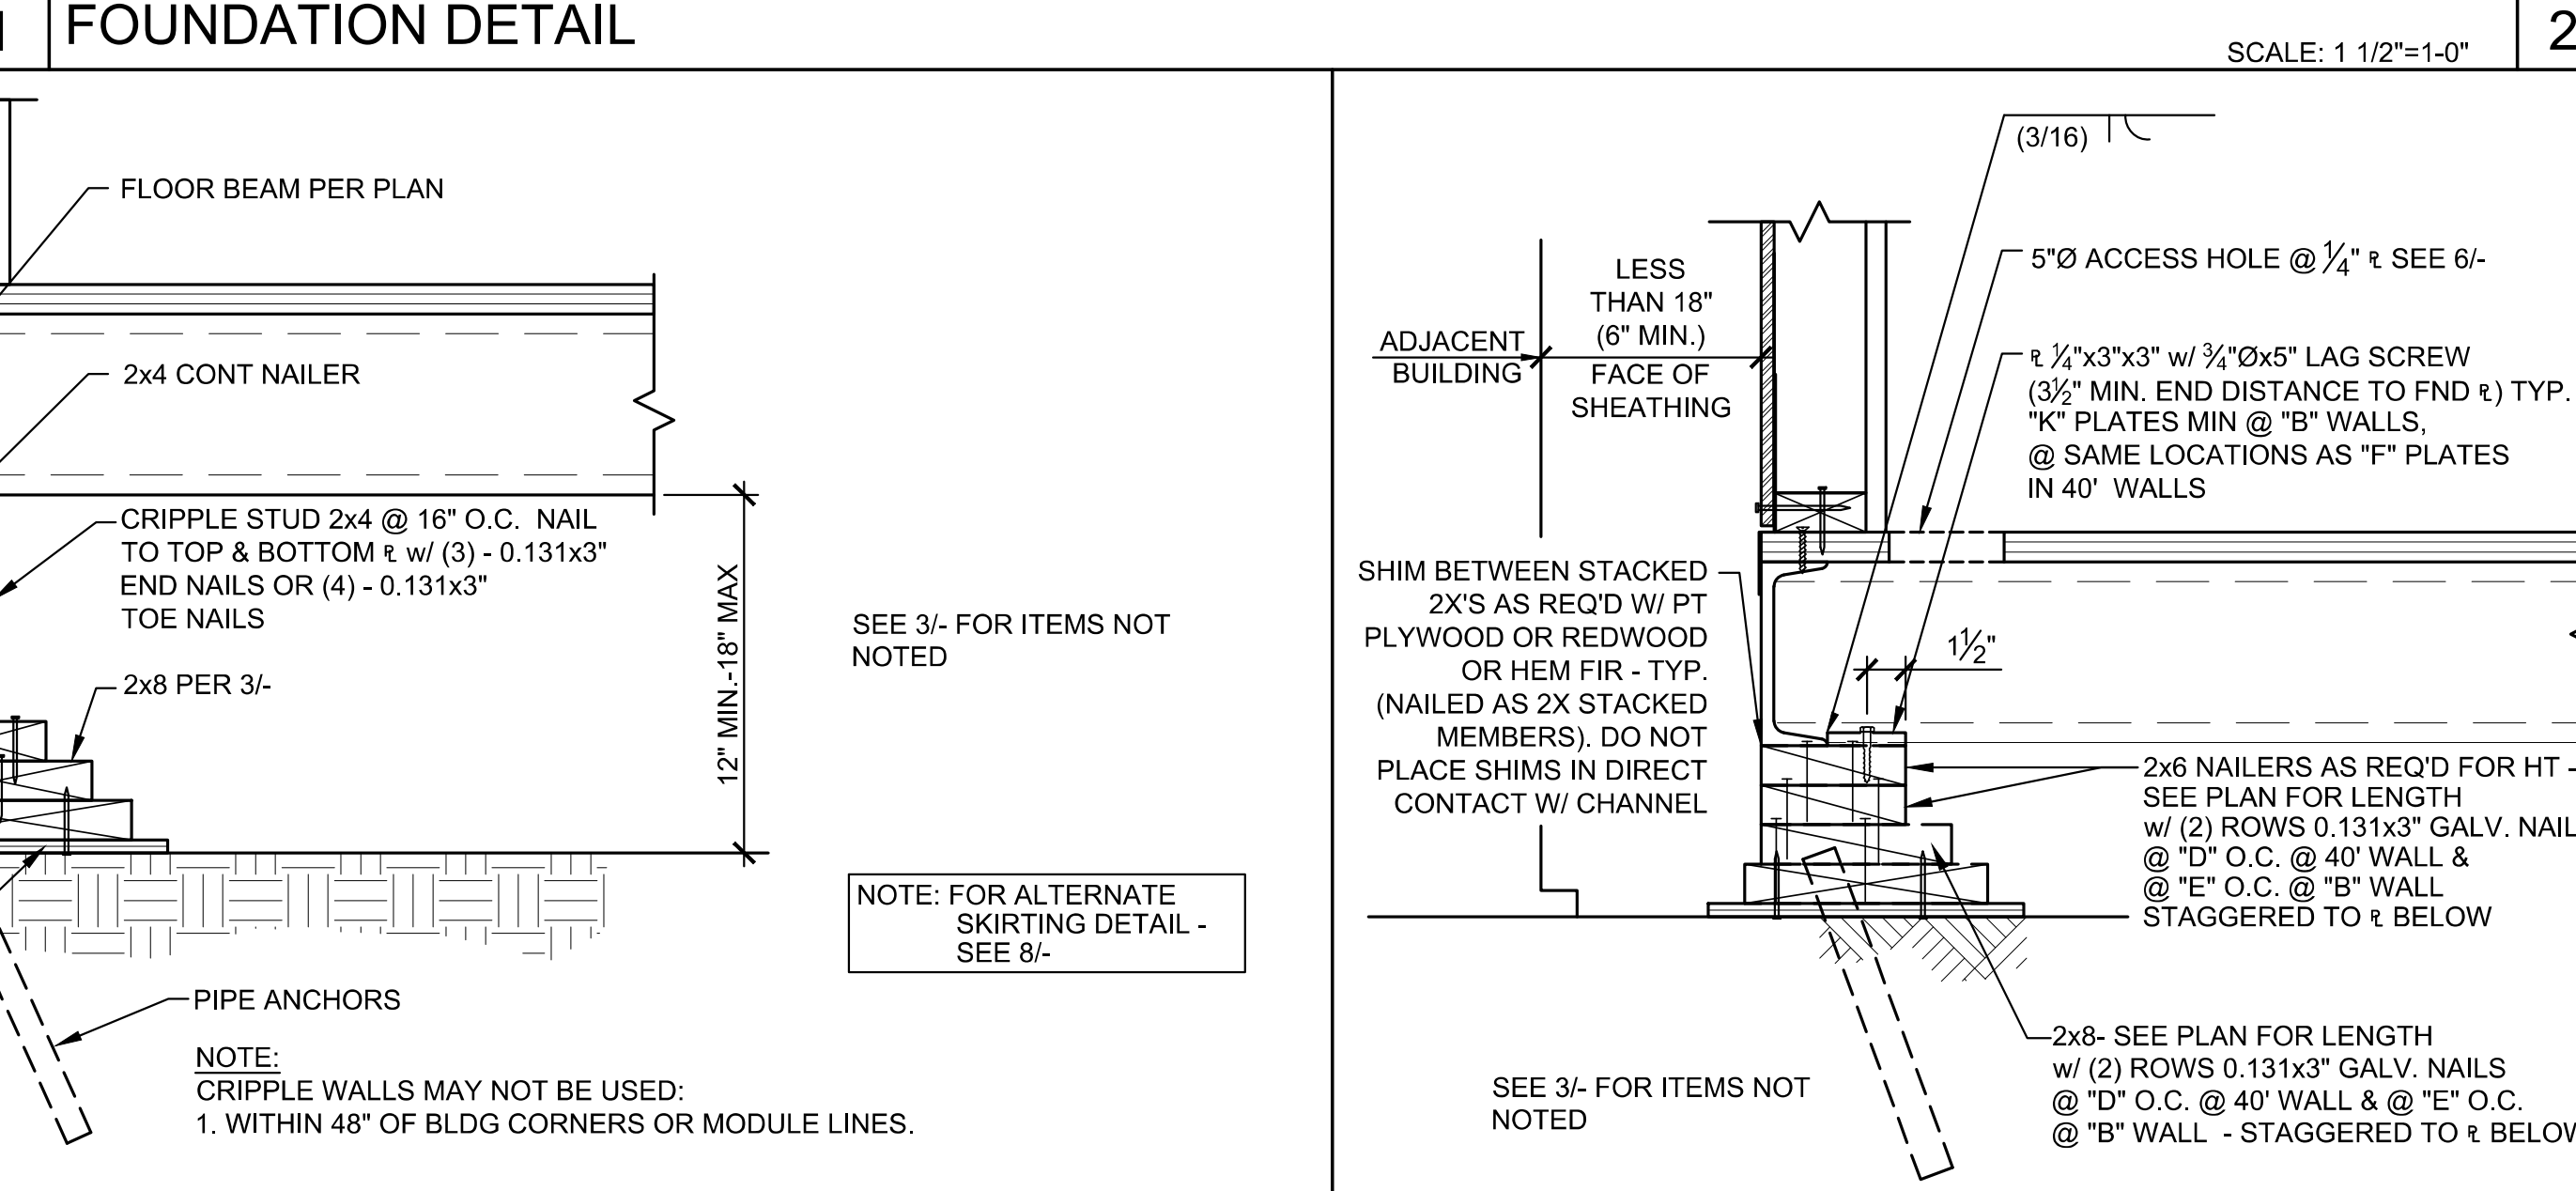 FOUNDATION DETAIL
SCALE: 1 1/2"=1-0"
2
FLOOR BEAM PER PLAN
2x4 CONT NAILER
CRIPPLE STUD 2x4 @ 16" O.C. NAIL
TO TOP & BOTTOM ⅊ w/ (3) - 0.131x3"
END NAILS OR (4) - 0.131x3"
TOE NAILS
2x8 PER 3/-
12" MIN.-18" MAX
SEE 3/- FOR ITEMS NOT
NOTED
NOTE: FOR ALTERNATE
SKIRTING DETAIL -
SEE 8/-
PIPE ANCHORS
NOTE:
CRIPPLE WALLS MAY NOT BE USED:
1. WITHIN 48" OF BLDG CORNERS OR MODULE LINES.
(3/16)
5"Ø ACCESS HOLE @ 1/4" ⅊ SEE 6/-
LESS
THAN 18"
(6" MIN.)
FACE OF
SHEATHING
ADJACENT
BUILDING
⅊ 1/4"x3"x3" w/ 3/4"Øx5" LAG SCREW
(3 1/2" MIN. END DISTANCE TO FND ⅊) TYP.
"K" PLATES MIN @ "B" WALLS,
@ SAME LOCATIONS AS "F" PLATES
IN 40' WALLS
SHIM BETWEEN STACKED
2X'S AS REQ'D W/ PT
PLYWOOD OR REDWOOD
OR HEM FIR - TYP.
(NAILED AS 2X STACKED
MEMBERS). DO NOT
PLACE SHIMS IN DIRECT
CONTACT W/ CHANNEL
1 1/2"
2x6 NAILERS AS REQ'D FOR HT -
SEE PLAN FOR LENGTH
w/ (2) ROWS 0.131x3" GALV. NAIL
@ "D" O.C. @ 40' WALL &
@ "E" O.C. @ "B" WALL
STAGGERED TO ⅊ BELOW
2x8- SEE PLAN FOR LENGTH
w/ (2) ROWS 0.131x3" GALV. NAILS
@ "D" O.C. @ 40' WALL & @ "E" O.C.
@ "B" WALL - STAGGERED TO ⅊ BELOW
SEE 3/- FOR ITEMS NOT
NOTED